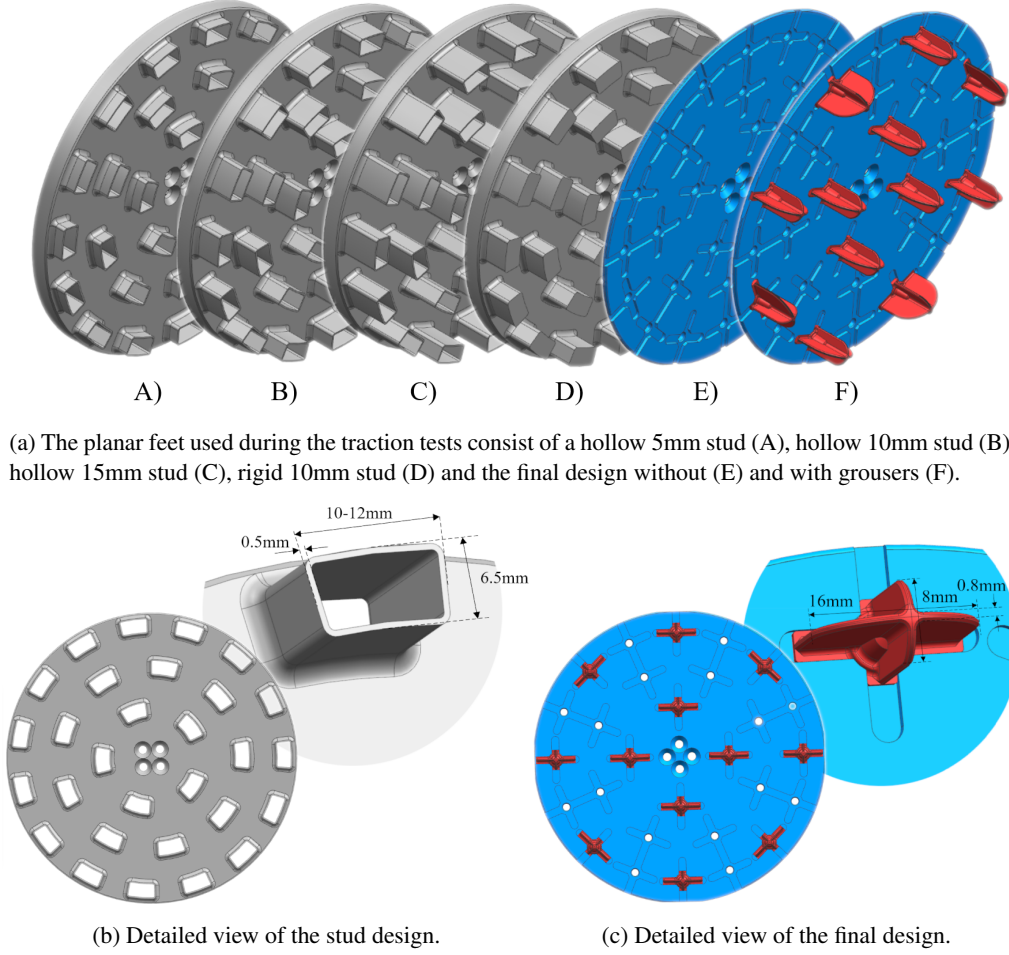 A) B) C) D) E) F)
(a) The planar feet used during the traction tests consist of a hollow 5mm stud (A), hollow 10mm stud (B)
hollow 15mm stud (C), rigid 10mm stud (D) and the final design without (E) and with grousers (F).
10-12mm
0.5mm
6.5mm
16mm
8mm
0.8mm
(b) Detailed view of the stud design.
(c) Detailed view of the final design.